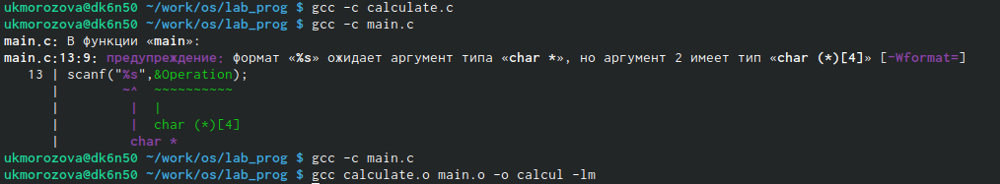 ukmorozova@dk6n50 ~/work/os/lab_prog $ gcc -c calculate.c
ukmorozova@dk6n50 ~/work/os/lab_prog $ gcc -c main.c
main.c: В функции «main»:
main.c:13:9: предупреждение: формат «%s» ожидает аргумент типа «char *», но аргумент 2 имеет тип «char (*)[4]» [-Wformat=]
   13 | scanf("%s",&Operation);
      |        ~^  ~~~~~~~~~~
      |         |  |
      |         |  char (*)[4]
      |         char *
ukmorozova@dk6n50 ~/work/os/lab_prog $ gcc -c main.c
ukmorozova@dk6n50 ~/work/os/lab_prog $ gcc calculate.o main.o -o calcul -lm